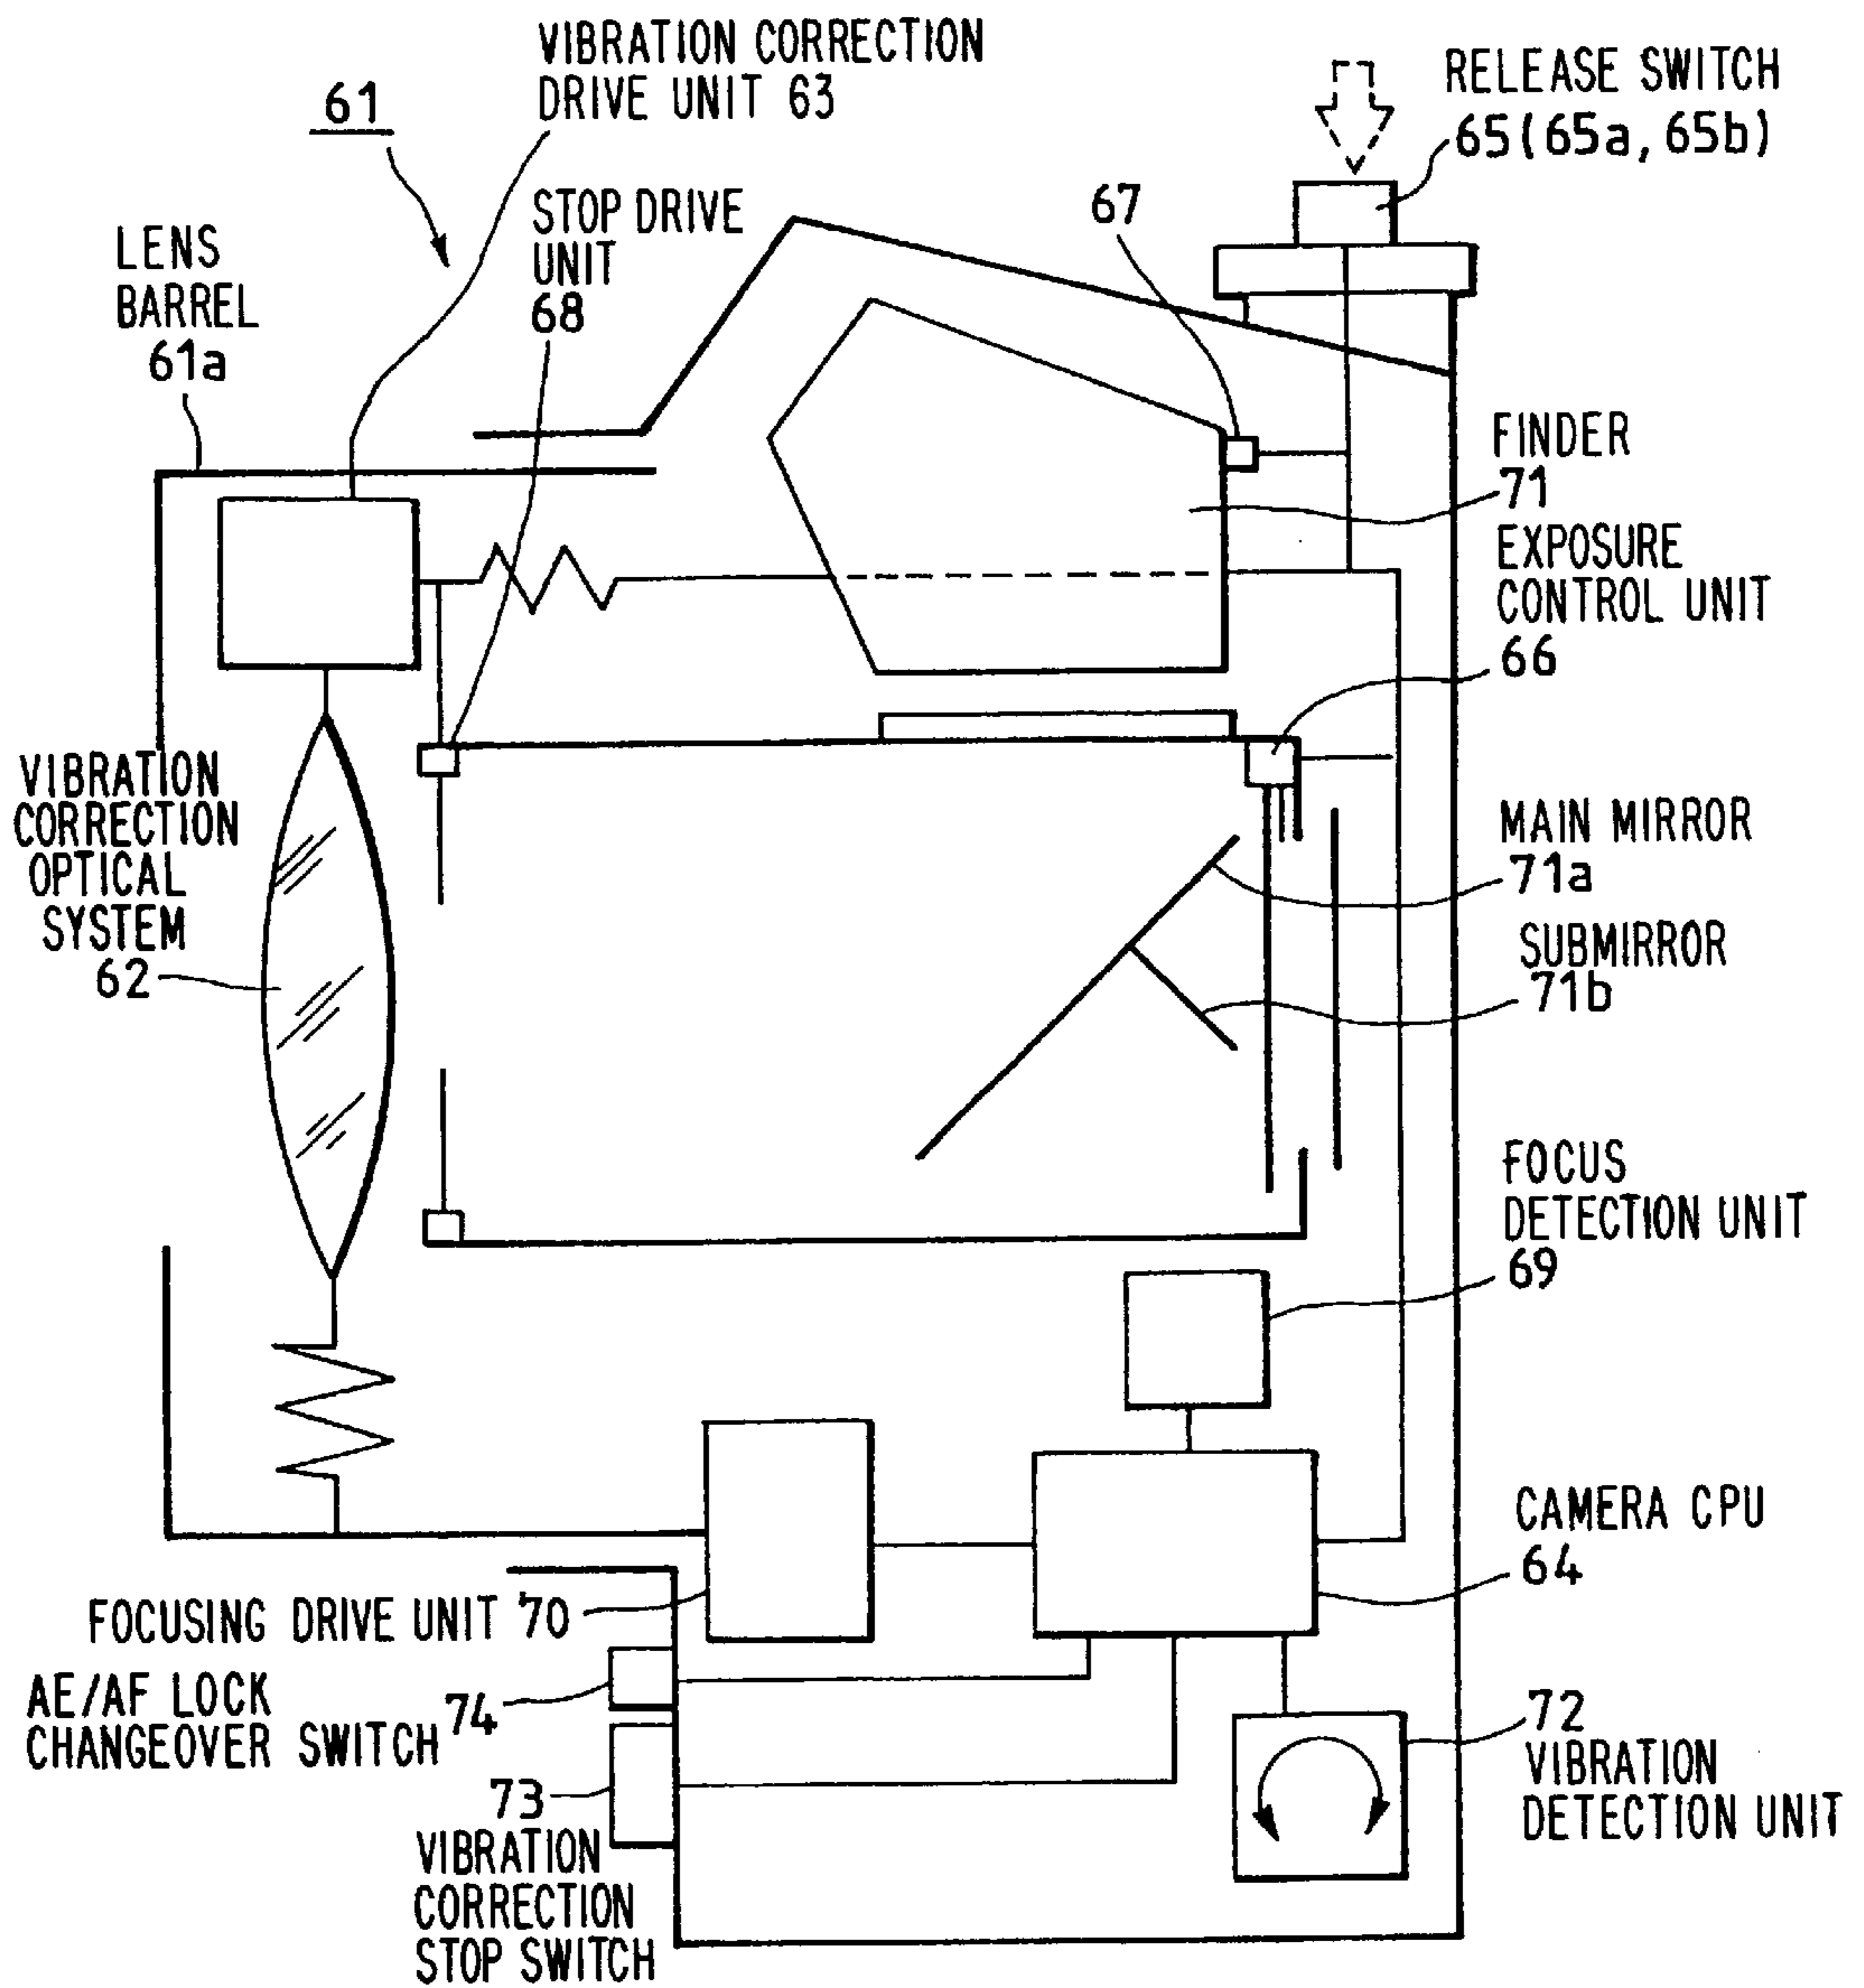 VIBRATION CORRECTION
DRIVE UNIT 63
61
RELEASE SWITCH
65(65a, 65b)
STOP DRIVE
UNIT
68
67
LENS
BARREL
61a
FINDER
71
EXPOSURE
CONTROL UNIT
66
VIBRATION
CORRECTION
OPTICAL
SYSTEM
62
MAIN MIRROR
71a
SUBMIRROR
71b
FOCUS
DETECTION UNIT
69
CAMERA CPU
64
FOCUSING DRIVE UNIT 70
AE/AF LOCK
CHANGEOVER SWITCH 74
73
VIBRATION
CORRECTION
STOP SWITCH
72
VIBRATION
DETECTION UNIT